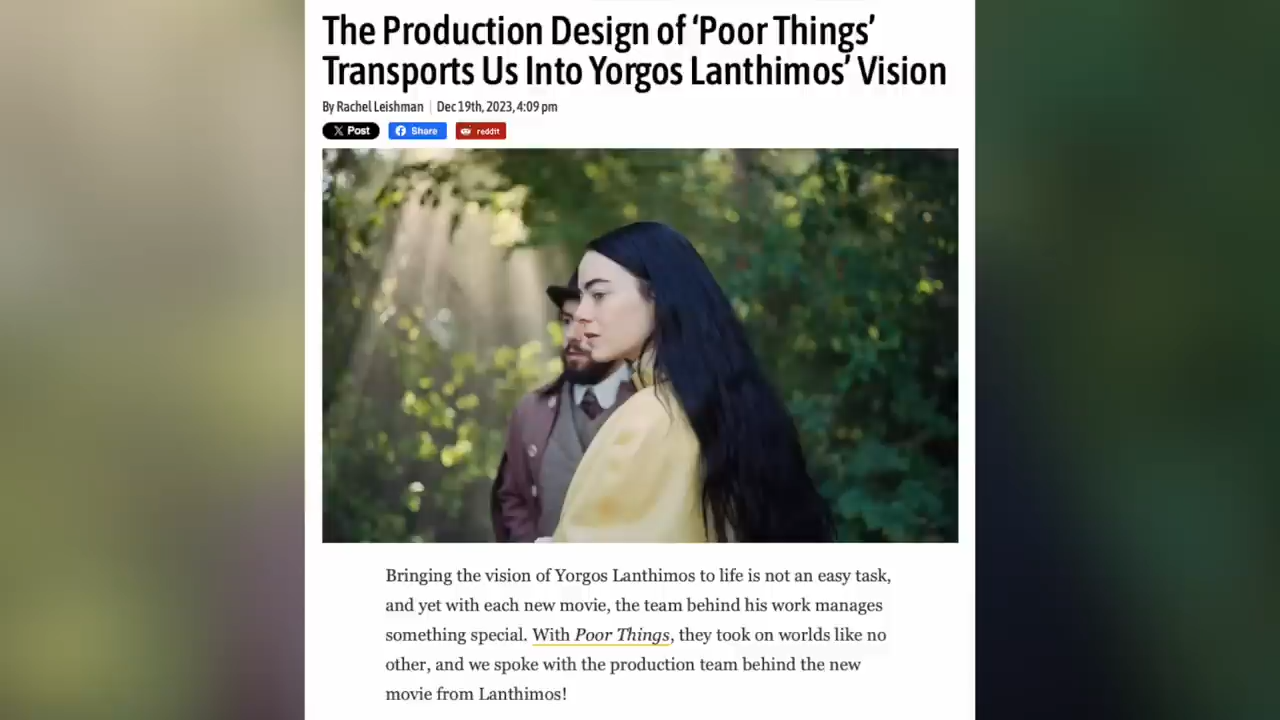 The Production Design of ‘Poor Things’
Transports Us Into Yorgos Lanthimos’ Vision
By Rachel Leishman | Dec 19th, 2023, 4:09 pm
X Post Share reddit
Bringing the vision of Yorgos Lanthimos to life is not an easy task,
and yet with each new movie, the team behind his work manages
something special. With Poor Things, they took on worlds like no
other, and we spoke with the production team behind the new
movie from Lanthimos!